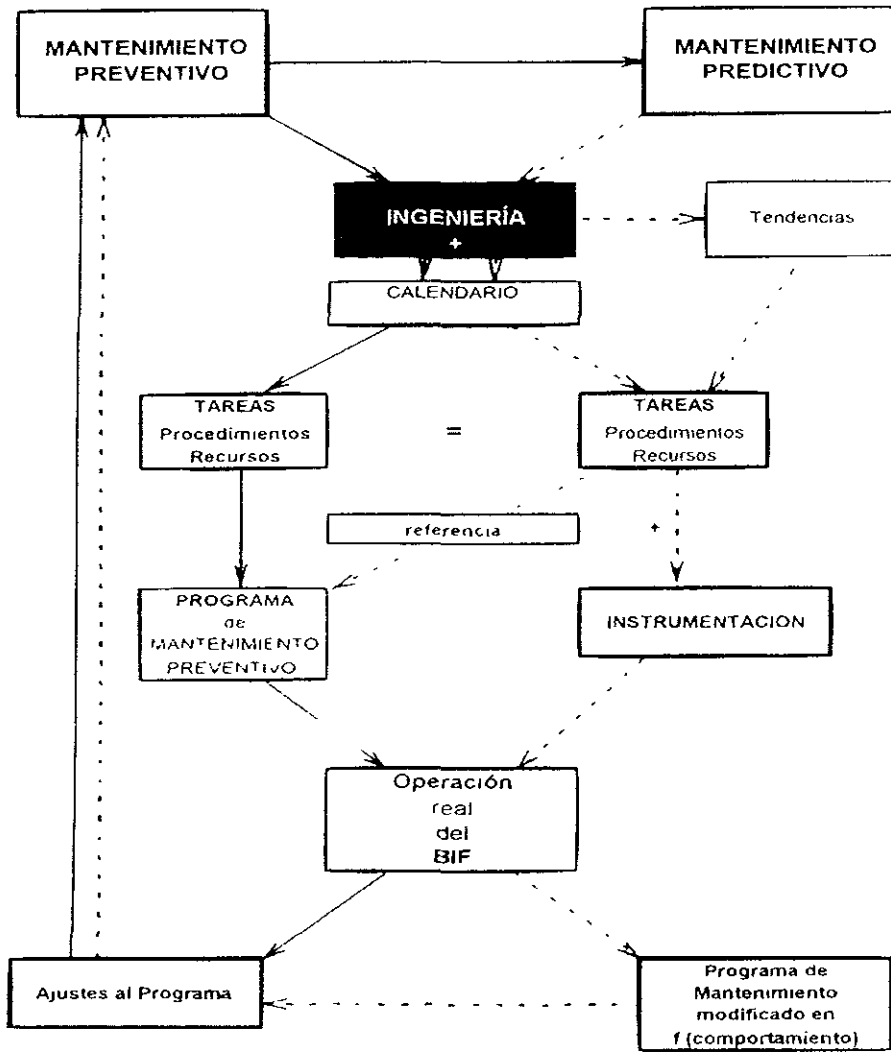 MANTENIMIENTO
PREVENTIVO
MANTENIMIENTO
PREDICTIVO
INGENIERÍA
+
Tendencias
CALENDARIO
TAREAS
Procedimientos
Recursos
=
TAREAS
Procedimientos
Recursos
referencia
+
PROGRAMA
de
MANTENIMIENTO
PREVENTIVO
INSTRUMENTACION
Operación
real
del
BIF
Ajustes al Programa
Programa de
Mantenimiento
modificado en
f (comportamiento)